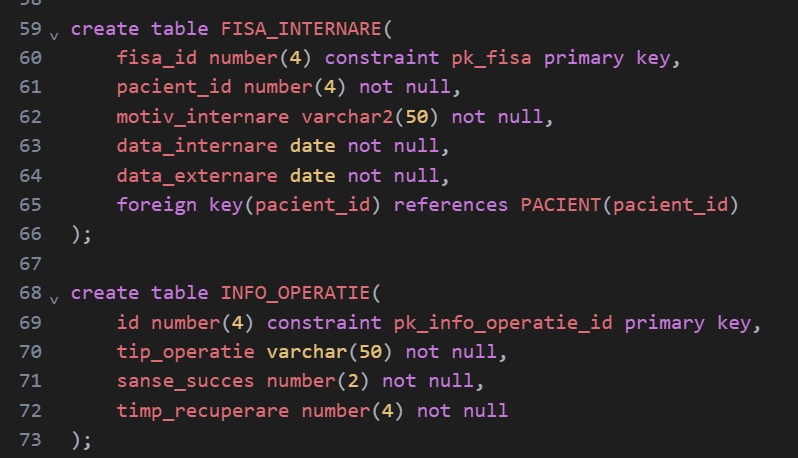 59 create table FISA_INTERNARE(
60 fisa_id number(4) constraint pk_fisa primary key,
61 pacient_id number(4) not null,
62 motiv_internare varchar2(50) not null,
63 data_internare date not null,
64 data_externare date not null,
65 foreign key(pacient_id) references PACIENT(pacient_id)
66 );
67
68 create table INFO_OPERATIE(
69 id number(4) constraint pk_info_operatie_id primary key,
70 tip_operatie varchar(50) not null,
71 sanse_succes number(2) not null,
72 timp_recuperare number(4) not null
73 );